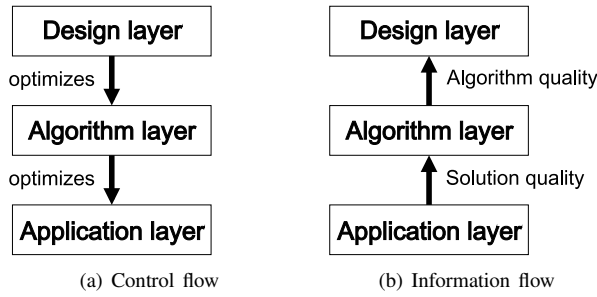 Design layer
optimizes
Algorithm layer
optimizes
Application layer
(a) Control flow
Design layer
Algorithm quality
Algorithm layer
Solution quality
Application layer
(b) Information flow